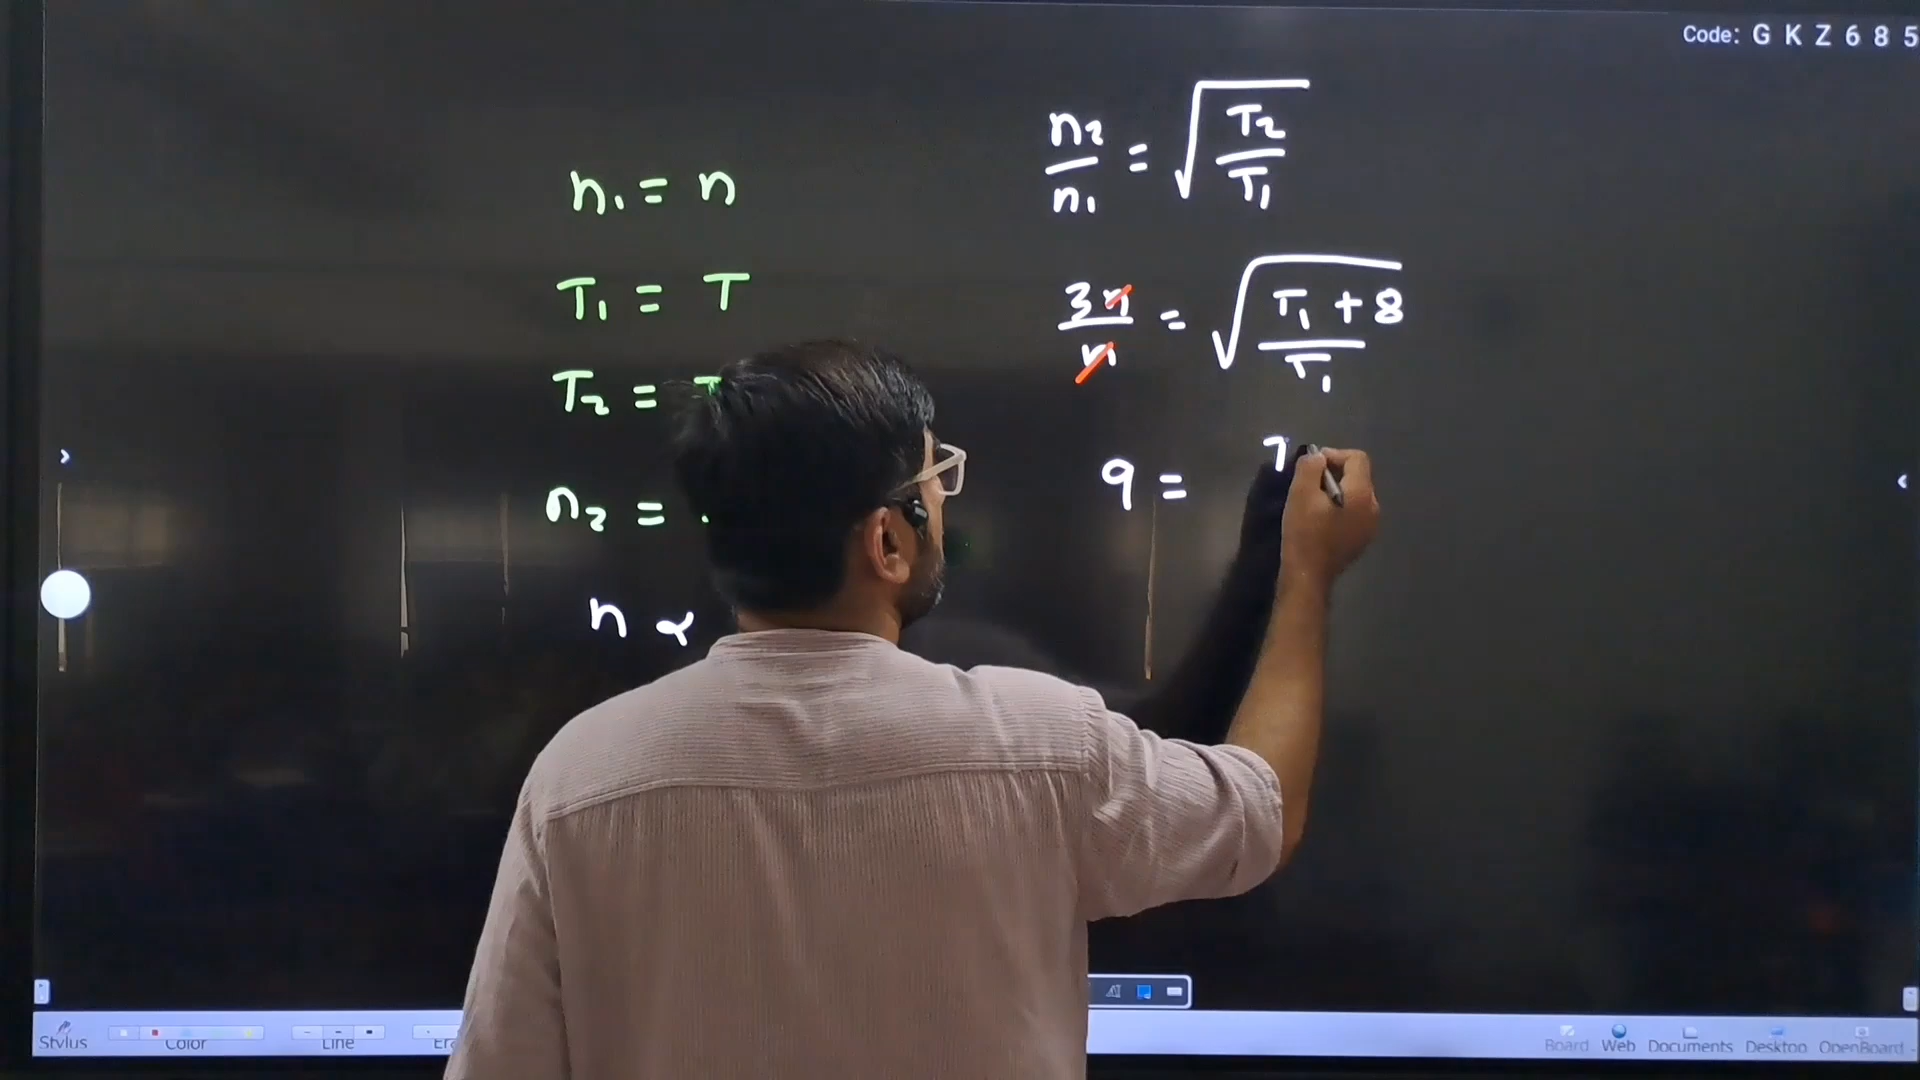 Code: G K Z 6 8 5
n₁ = n
T₁ = T
T₂ =
n₂ =
n ∝
n₂/n₁ = √(T₂/T₁)
3n/n = √((T₁ + 8)/T₁)
9 =
Stylus Color Line
Board Web Documents Desktop OpenBoard